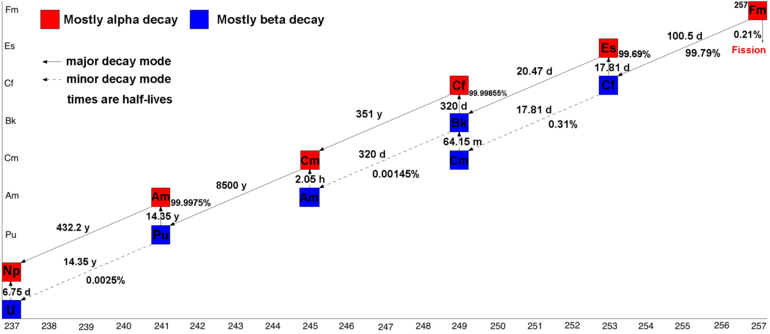 Fm
Mostly alpha decay
Mostly beta decay
257
Fm
0.21%
100.5 d
Fission
Es
Es
99.69%
99.79%
major decay mode
minor decay mode
20.47 d
17.81 d
Cf
Cf
Cf
times are half-lives
99.99855%
351 y
320 d
17.81 d
Bk
Bk
0.31%
64.15 m
Cm
Cm
320 d
Cm
8500 y
2.05 h
0.00145%
Am
Am
99.9975%
Am
432.2 y
14.35 y
Pu
Pu
14.35 y
Np
0.0025%
6.75 d
U
237 238 239 240 241 242 243 244 245 246 247 248 249 250 251 252 253 254 255 256 257